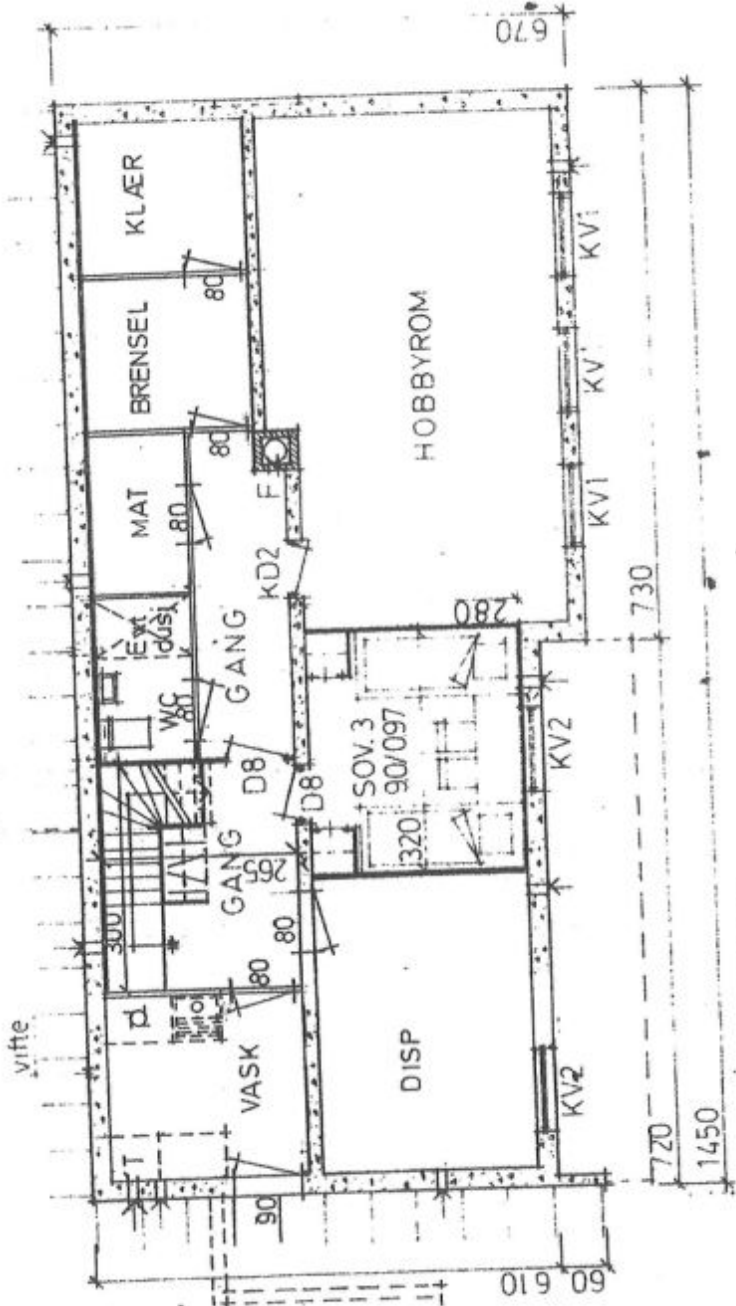 vifte
KLÆR
BRENSEL
MAT
Evt
dusj
WC
80
80
80
80
GANG
KD2
F
HOBBYROM
670
300
GANG
265
D8
D8
80
80
VASK
90
DISP
SOV. 3
90/097
320
280
KV2
KV2
KV1
KV
KV1
730
720
1450
610
60